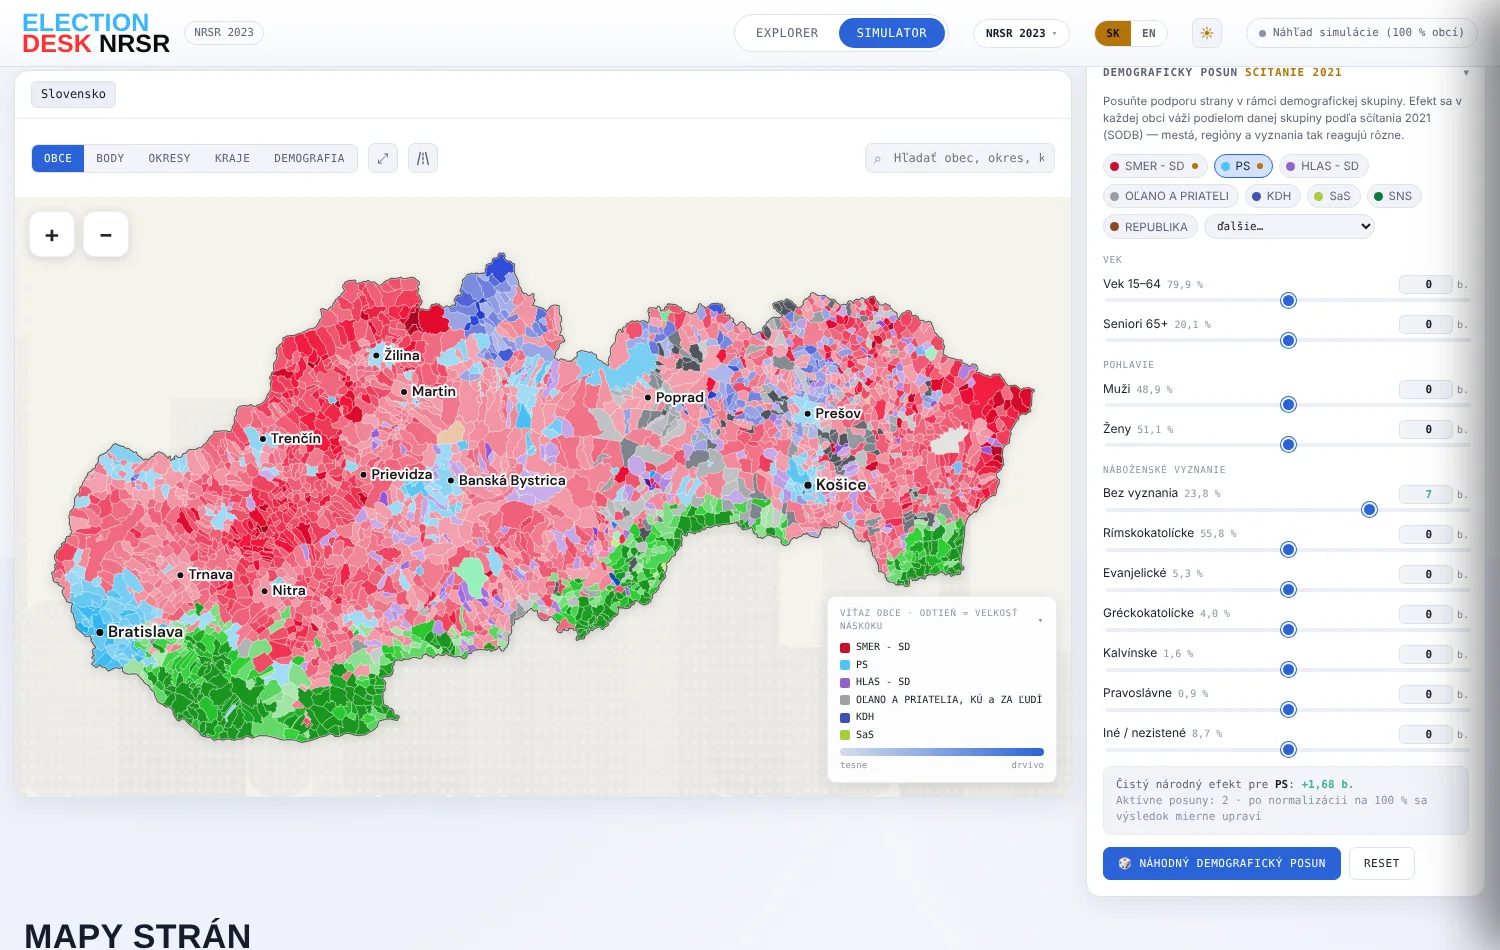 ELECTION
DESK NRSR
NRSR 2023
EXPLORER
SIMULATOR
NRSR 2023
SK
EN
Náhľad simulácie (100 % obcí)
Slovensko
OBCE
BODY
OKRESY
KRAJE
DEMOGRAFIA
Hľadať obec, okres, k
+
−
Žilina
Martin
Poprad
Prešov
Trenčín
Prievidza
Banská Bystrica
Košice
Trnava
Nitra
Bratislava
VÍŤAZ OBCE · ODTIEŇ = VEĽKOSŤ
NÁSKOKU
SMER - SD
PS
HLAS - SD
OĽANO A PRIATELIA, KÚ a ZA ĽUDÍ
KDH
SaS
tesne
drvivo
MAPY STRÁN
DEMOGRAFICKÝ POSUN SČÍTANIE 2021
Posuňte podporu strany v rámci demografickej skupiny. Efekt sa v
každej obci váži podielom danej skupiny podľa sčítania 2021
(SODB) — mestá, regióny a vyznania tak reagujú rôzne.
SMER - SD
PS
HLAS - SD
OĽANO A PRIATELI
KDH
SaS
SNS
REPUBLIKA
ďalšie…
VEK
Vek 15–64 79,9 % 0 b.
Seniori 65+ 20,1 % 0 b.
POHLAVIE
Muži 48,9 % 0 b.
Ženy 51,1 % 0 b.
NÁBOŽENSKÉ VYZNANIE
Bez vyznania 23,8 % 7 b.
Rímskokatolícke 55,8 % 0 b.
Evanjelické 5,3 % 0 b.
Gréckokatolícke 4,0 % 0 b.
Kalvínske 1,6 % 0 b.
Pravoslávne 0,9 % 0 b.
Iné / nezistené 8,7 % 0 b.
Čistý národný efekt pre PS: +1,68 b.
Aktívne posuny: 2 · po normalizácii na 100 % sa
výsledok mierne upraví
NÁHODNÝ DEMOGRAFICKÝ POSUN
RESET